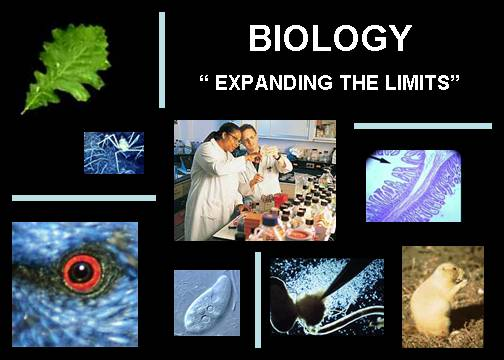 BIOLOGY
“ EXPANDING THE LIMITS”